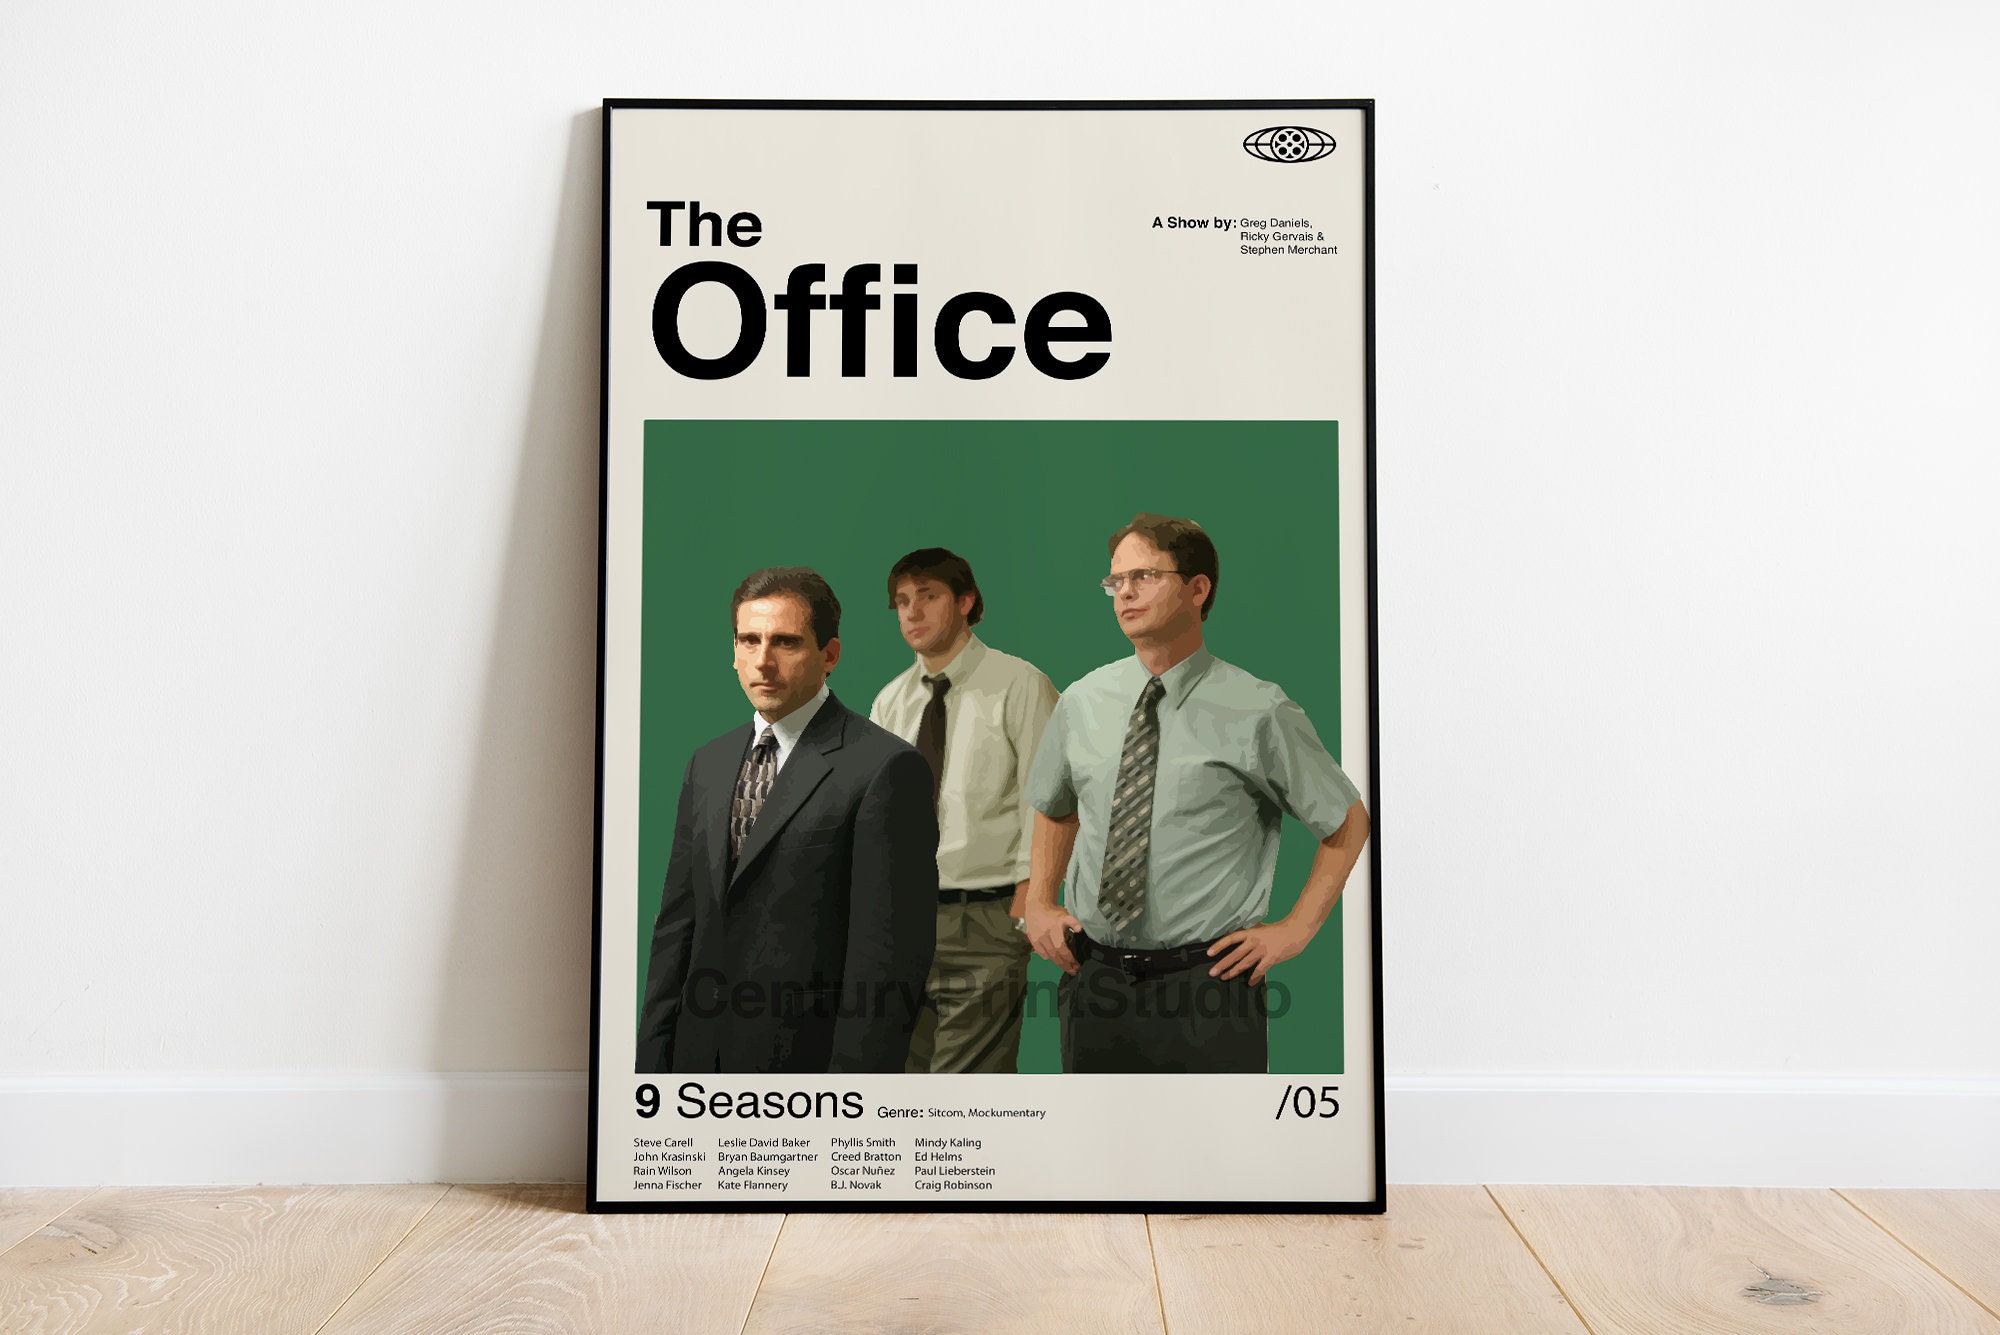 The
Office
A Show by: Greg Daniels,
Ricky Gervais &
Stephen Merchant
CenturyPrintStudio
9 Seasons Genre: Sitcom, Mockumentary
/05
Steve Carell Leslie David Baker Phyllis Smith Mindy Kaling
John Krasinski Bryan Baumgartner Creed Bratton Ed Helms
Rain Wilson Angela Kinsey Oscar Nuñez Paul Lieberstein
Jenna Fischer Kate Flannery B.J. Novak Craig Robinson